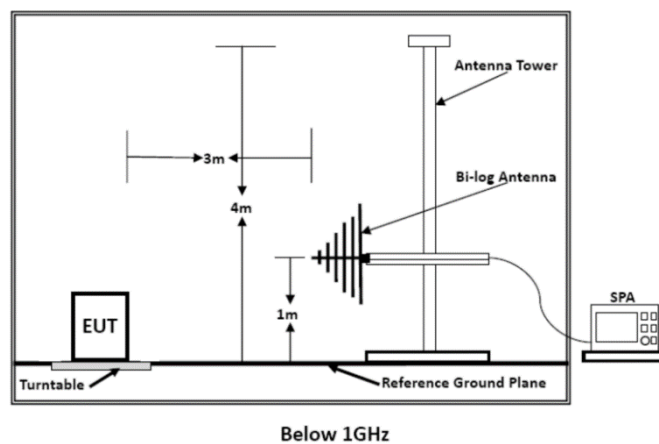 Antenna Tower
3m
Bi-log Antenna
4m
SPA
1m
EUT
Turntable
Reference Ground Plane
Below 1GHz